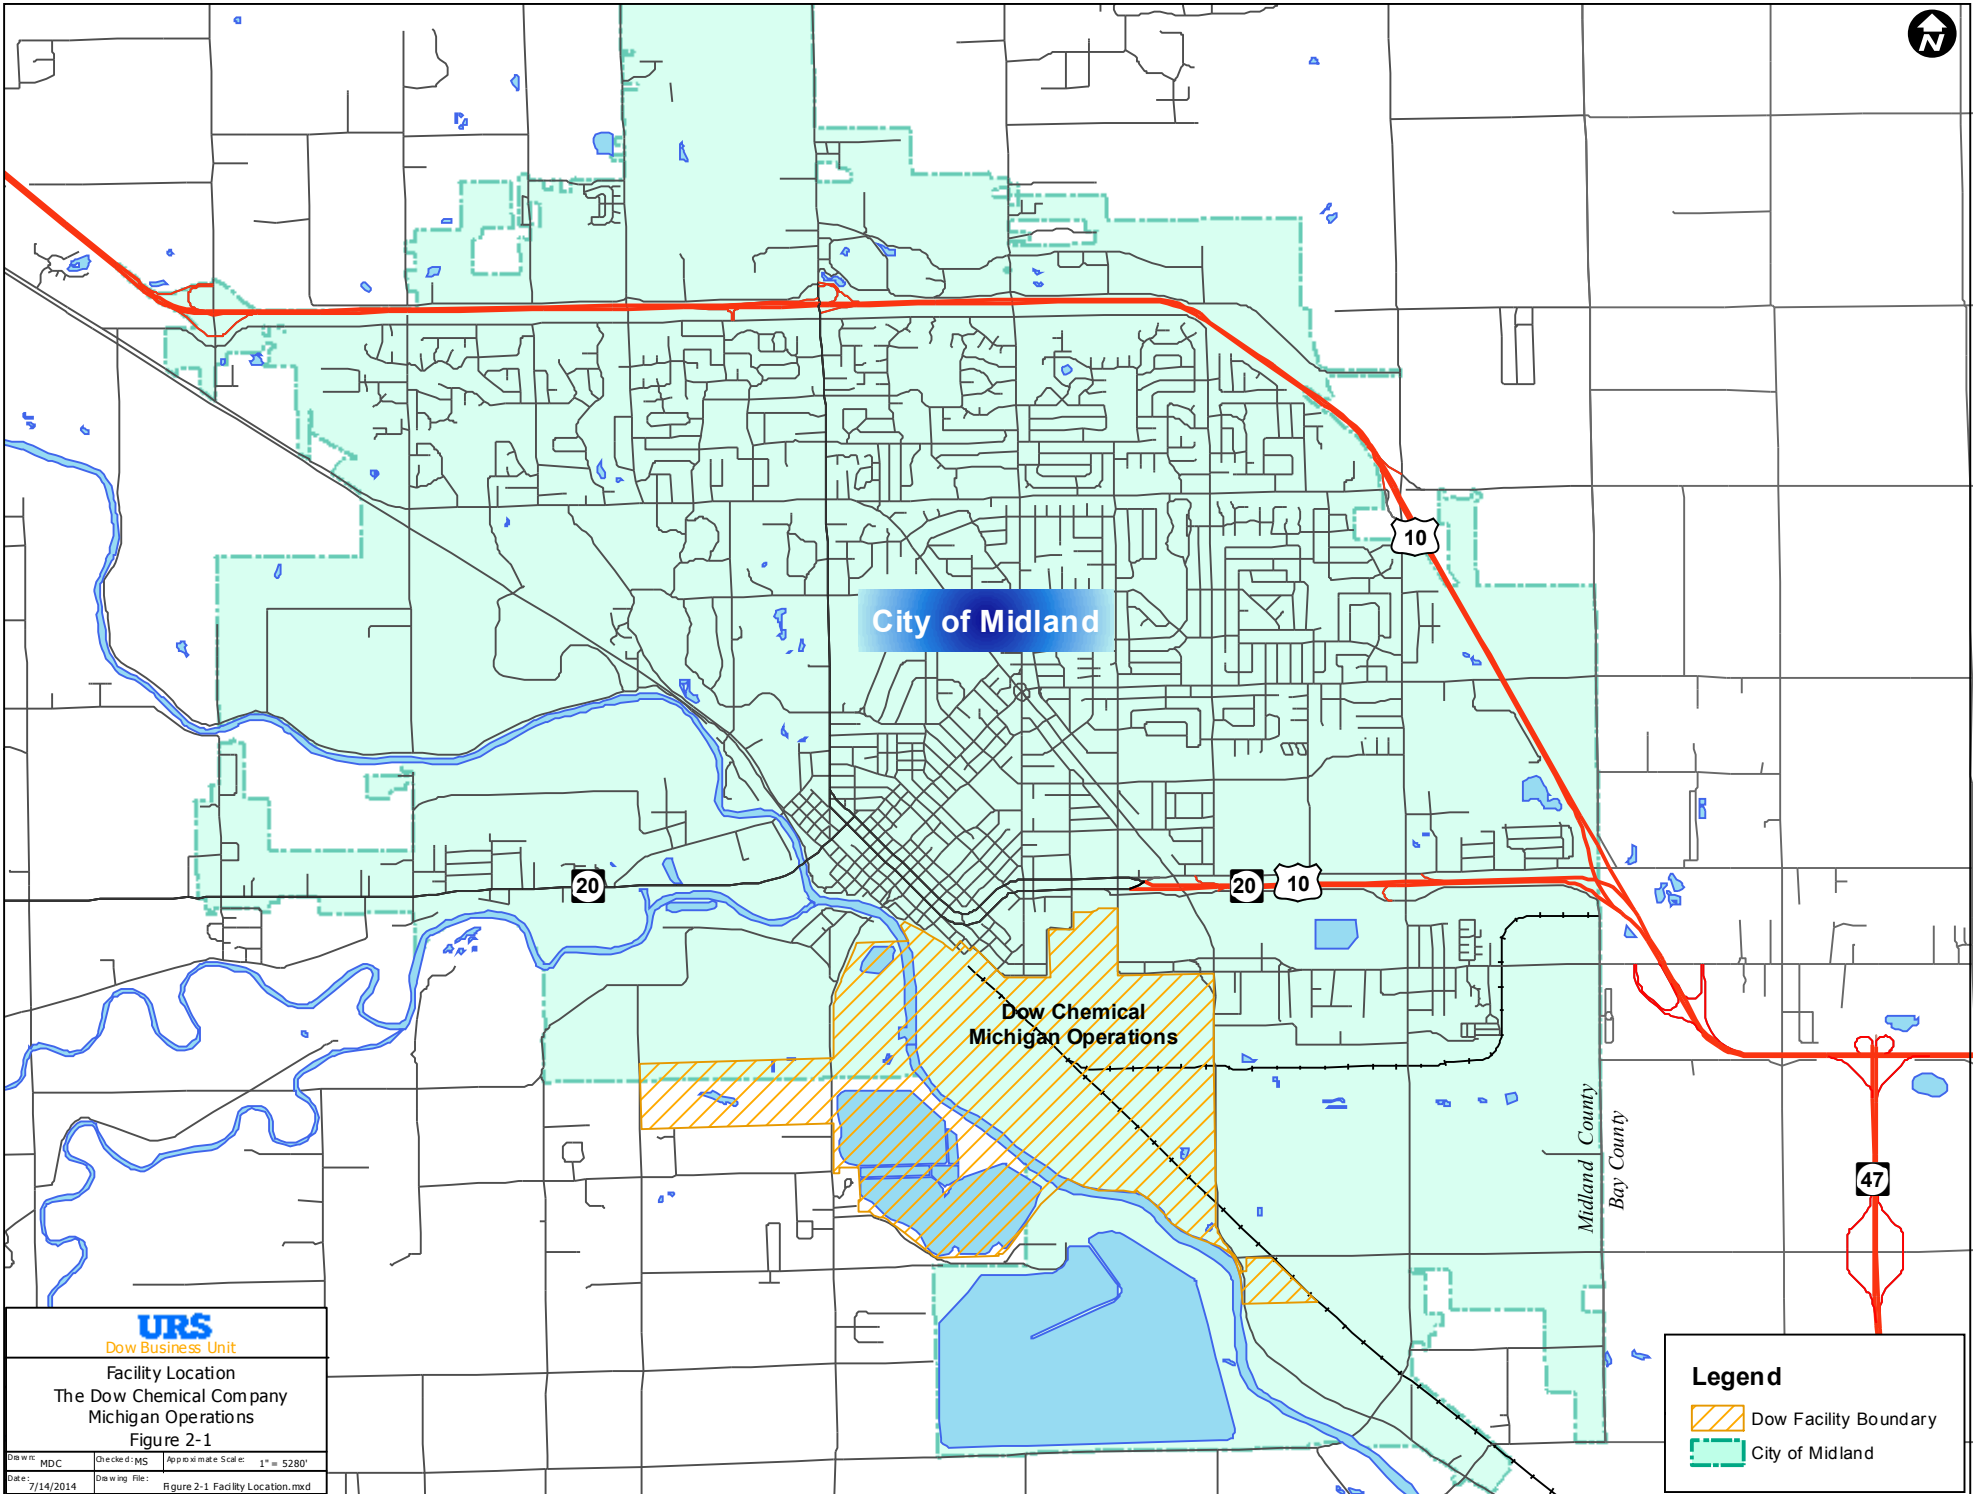 N
10
City of Midland
20
20
10
Dow Chemical
Michigan Operations
Midland County
Bay County
47
URS
Dow Business Unit
Facility Location
The Dow Chemical Company
Michigan Operations
Figure 2-1
Drawn: MDC
Checked: MS
Approximate Scale: 1" = 5280'
Date: 7/14/2014
Drawing File: Figure 2-1 Facility Location.mxd
Legend
Dow Facility Boundary
City of Midland